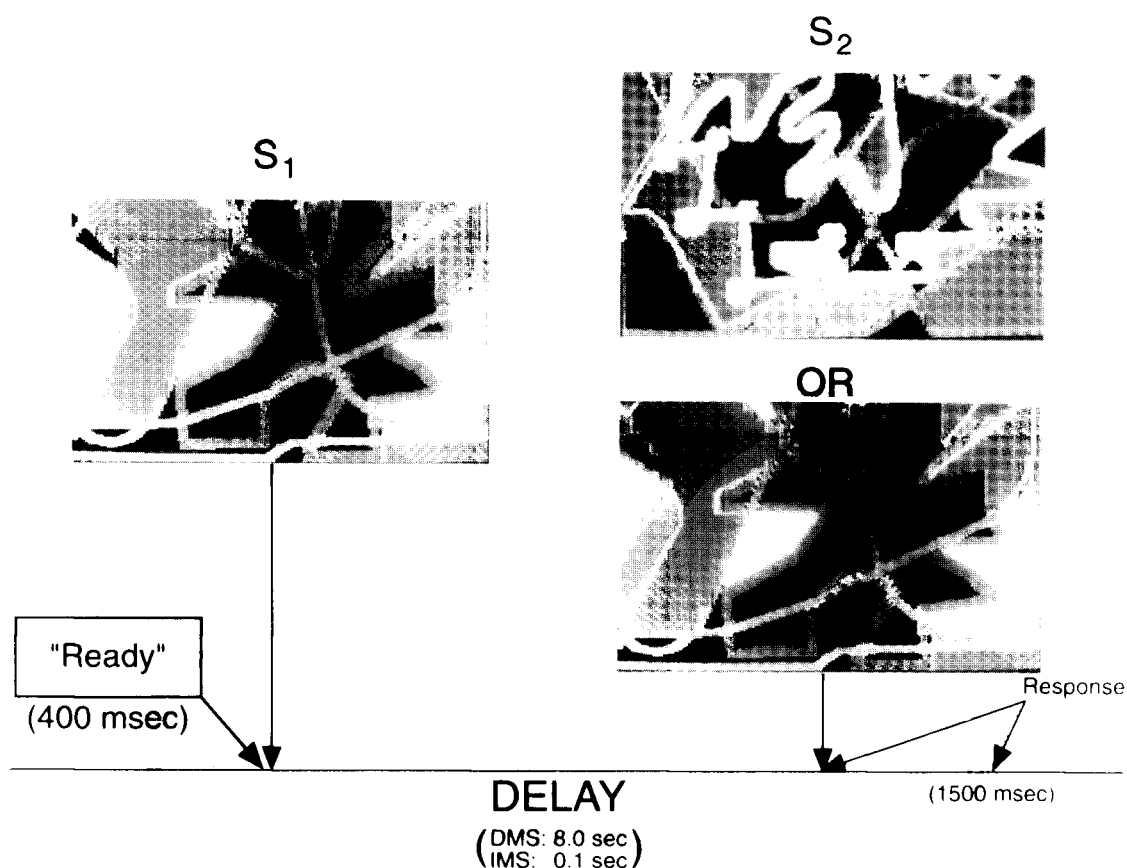 S₂
S₁
OR
"Ready"
(400 msec)
Response
(1500 msec)
DELAY
(DMS: 8.0 sec
IMS: 0.1 sec)